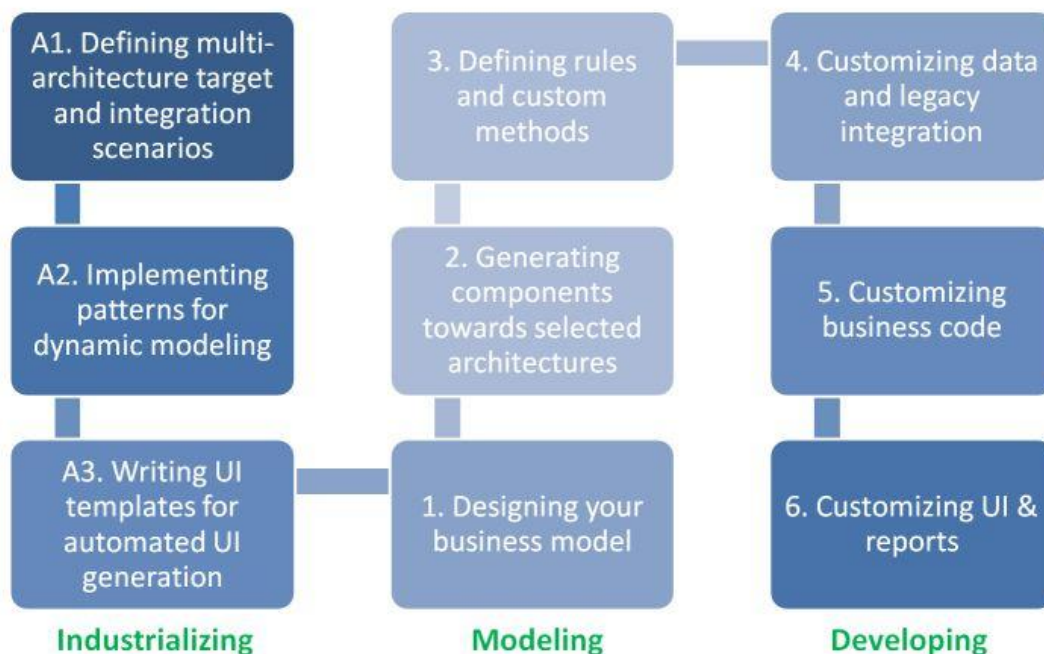 A1. Defining multi-
architecture target
and integration
scenarios
A2. Implementing
patterns for
dynamic modeling
A3. Writing UI
templates for
automated UI
generation
Industrializing
3. Defining rules
and custom
methods
2. Generating
components
towards selected
architectures
1. Designing your
business model
Modeling
4. Customizing data
and legacy
integration
5. Customizing
business code
6. Customizing UI &
reports
Developing